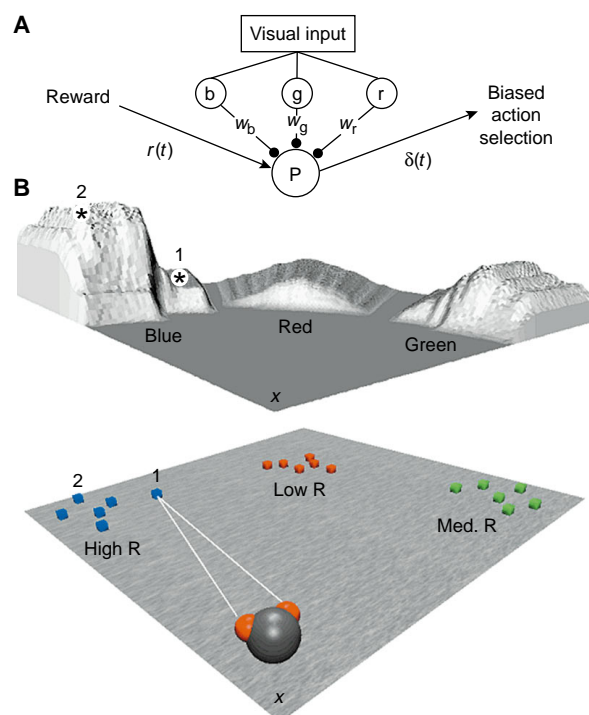 A
Visual input
Reward
b
g
r
Biased
action
selection
w_b
w_g
w_r
r(t)
P
δ(t)
B
2
*
1
*
Blue
Red
Green
x
2
1
Low R
High R
Med. R
x